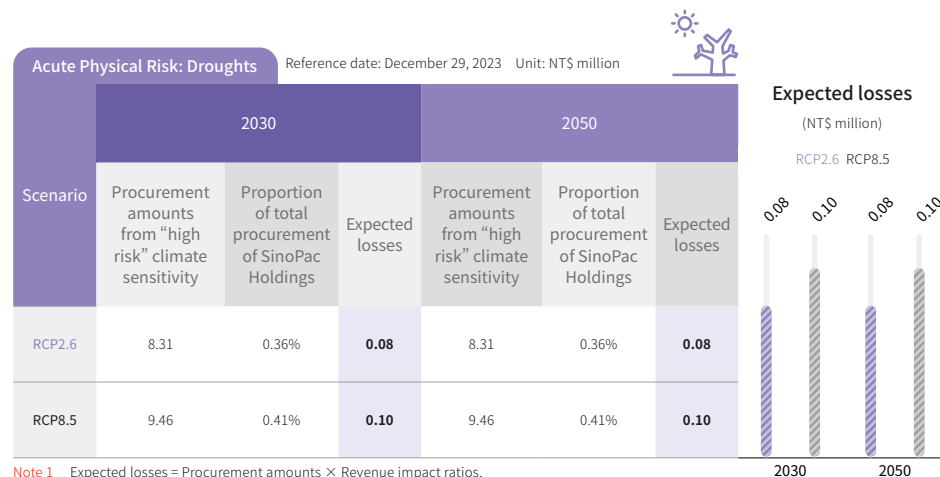 Acute Physical Risk: Droughts
Reference date: December 29, 2023 Unit: NT$ million
Scenario
2030
2050
Procurement
amounts
from “high
risk” climate
sensitivity
Proportion
of total
procurement
of SinoPac
Holdings
Expected
losses
Procurement
amounts
from “high
risk” climate
sensitivity
Proportion
of total
procurement
of SinoPac
Holdings
Expected
losses
RCP2.6 8.31 0.36% 0.08 8.31 0.36% 0.08
RCP8.5 9.46 0.41% 0.10 9.46 0.41% 0.10
Note 1 Expected losses = Procurement amounts × Revenue impact ratios.
Expected losses
(NT$ million)
RCP2.6 RCP8.5
0.08 0.10 0.08 0.10
2030 2050